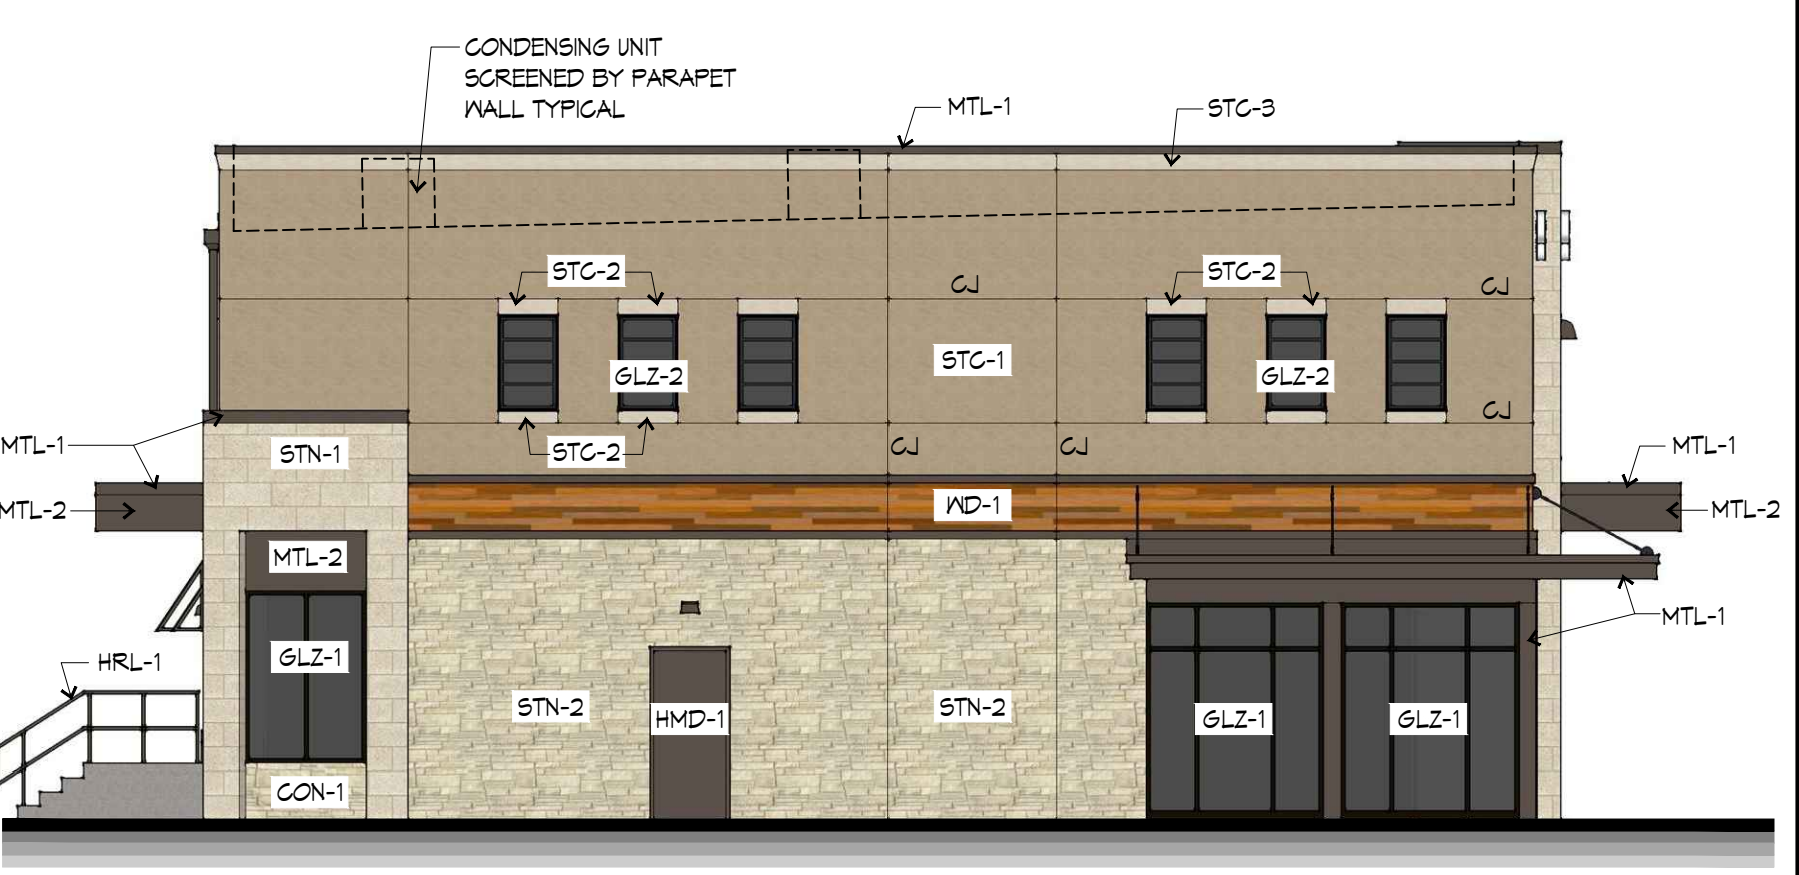 CONDENSING UNIT
SCREENED BY PARAPET
WALL TYPICAL
MTL-1
STC-3
STC-2
STC-2
CJ
CJ
STC-1
GLZ-2
GLZ-2
CJ
MTL-1
STN-1
STC-2
CJ
CJ
MTL-1
MTL-2
WD-1
MTL-2
MTL-2
MTL-1
HRL-1
GLZ-1
STN-2
HMD-1
STN-2
GLZ-1
GLZ-1
CON-1